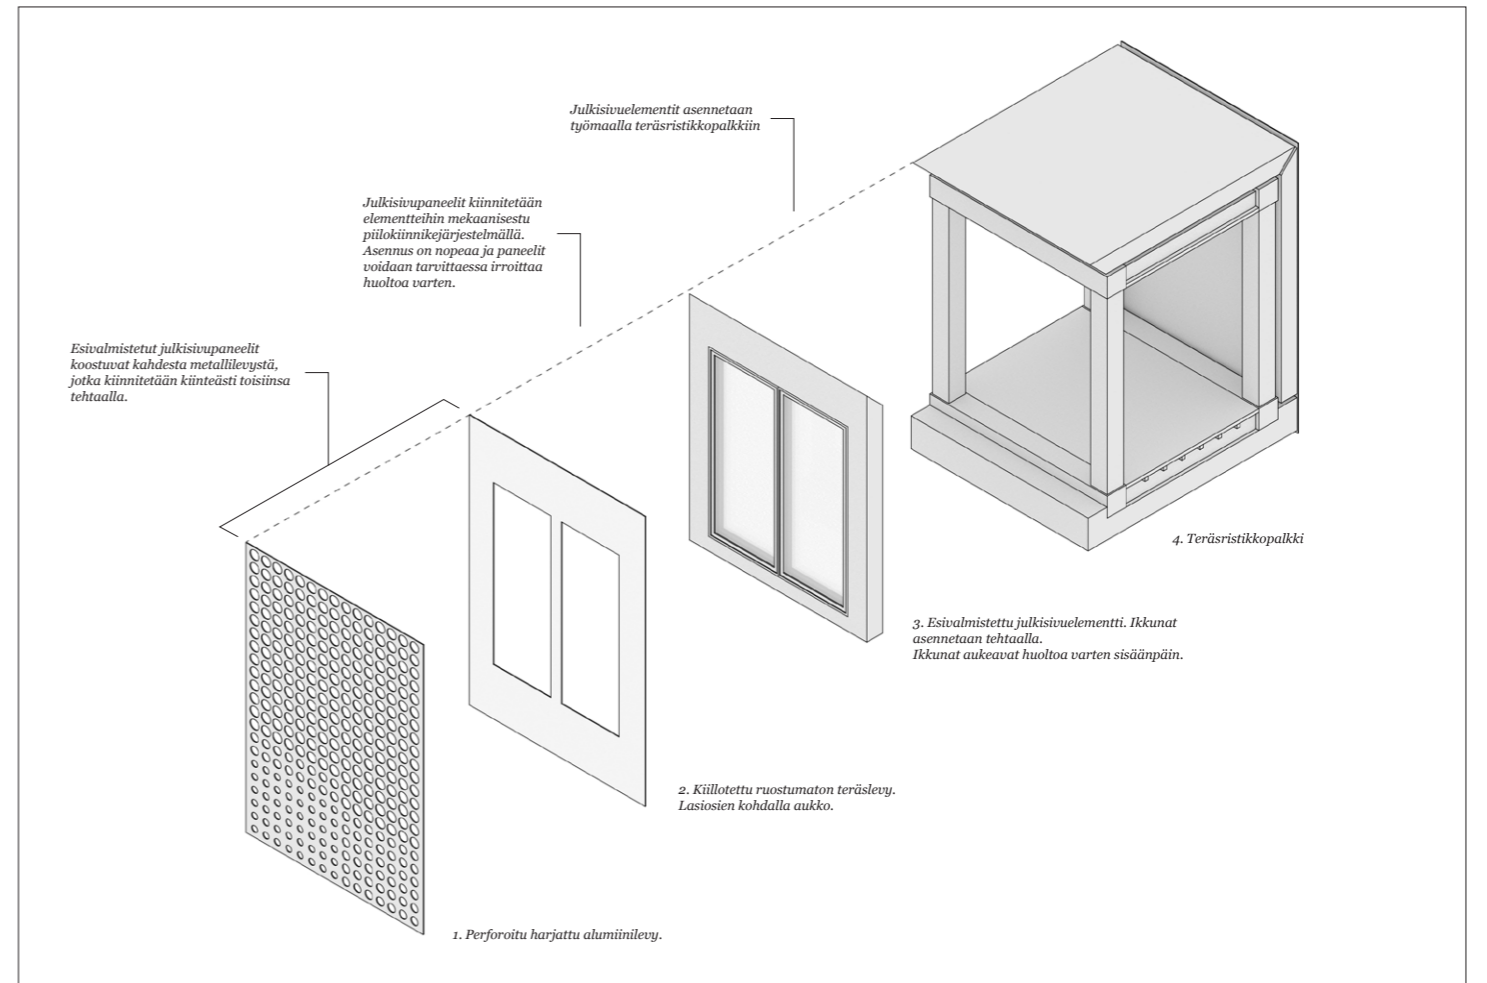 Julkisivuelementit asennetaan
työmaalla teräsristikkopalkkiin
Julkisivupaneelit kiinnitetään
elementteihin mekaanisestu
piilokiinnikejärjestelmällä.
Asennus on nopeaa ja paneelit
voidaan tarvittaessa irroittaa
huoltoa varten.
Esivalmistetut julkisivupaneelit
koostuvat kahdesta metallilevystä,
jotka kiinnitetään kiinteästi toisiinsa
tehtaalla.
4. Teräsristikkopalkki
3. Esivalmistettu julkisivuelementti. Ikkunat
asennetaan tehtaalla.
Ikkunat aukeavat huoltoa varten sisäänpäin.
2. Kiillotettu ruostumaton teräslevy.
Lasiosien kohdalla aukko.
1. Perforoitu harjattu alumiinilevy.